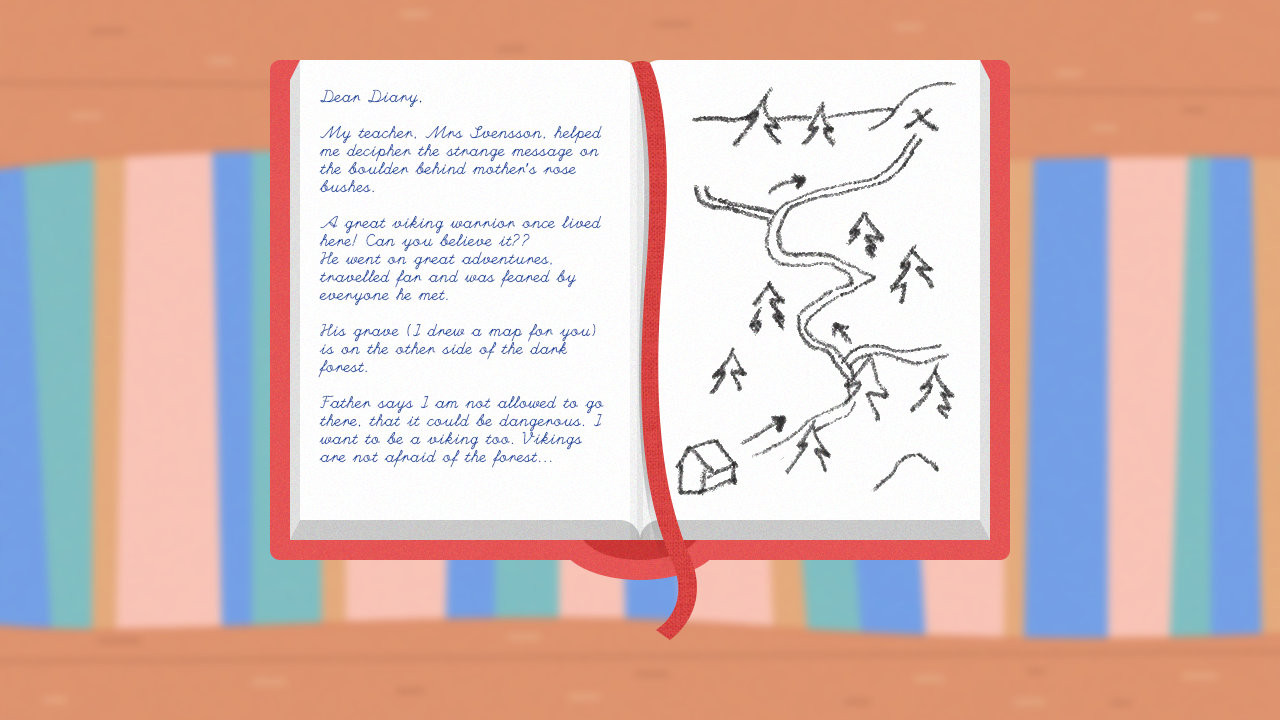 Dear Diary,
My teacher, Mrs Svensson, helped
me decipher the strange message on
the boulder behind mother's rose
bushes.
A great viking warrior once lived
here! Can you believe it??
He went on great adventures,
travelled far and was feared by
everyone he met.
His grave (I drew a map for you)
is on the other side of the dark
forest.
Father says I am not allowed to go
there, that it could be dangerous. I
want to be a viking too. Vikings
are not afraid of the forest...